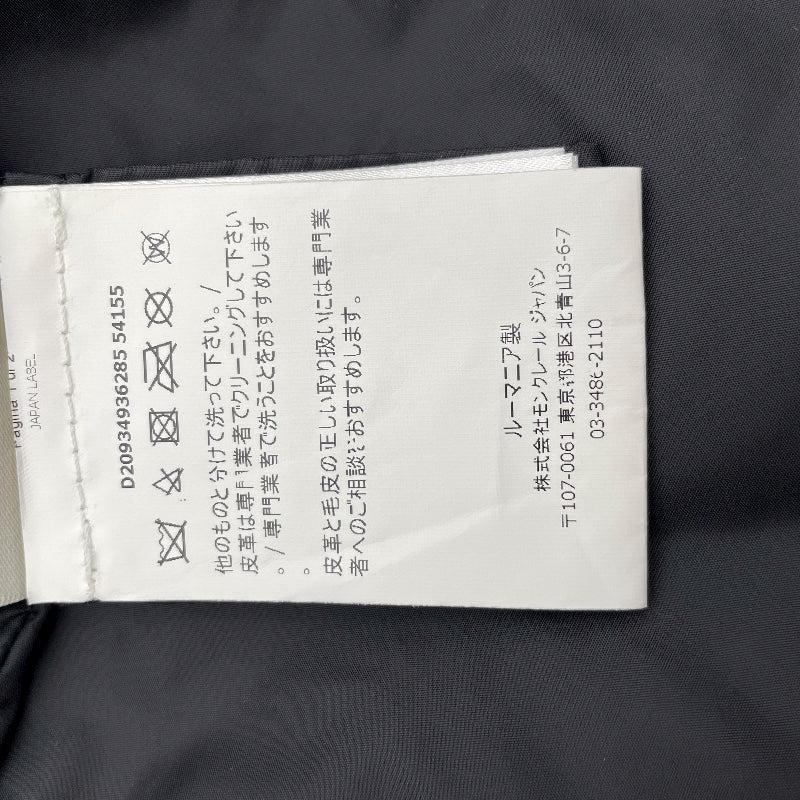 Pagina 1 di 2
JAPAN LABEL
D20934936285 54155
他のものと分けて洗って下さい。/
皮革は専門業者でクリーニングして下さい
。/ 専門業者で洗うことをおすすめします
。
皮革と毛皮の正しい取り扱いには専門業
者へのご相談をおすすめします。
ルーマニア製
株式会社モンクレール ジャパン
〒107-0061 東京都港区北青山3-6-7
03-3486-2110